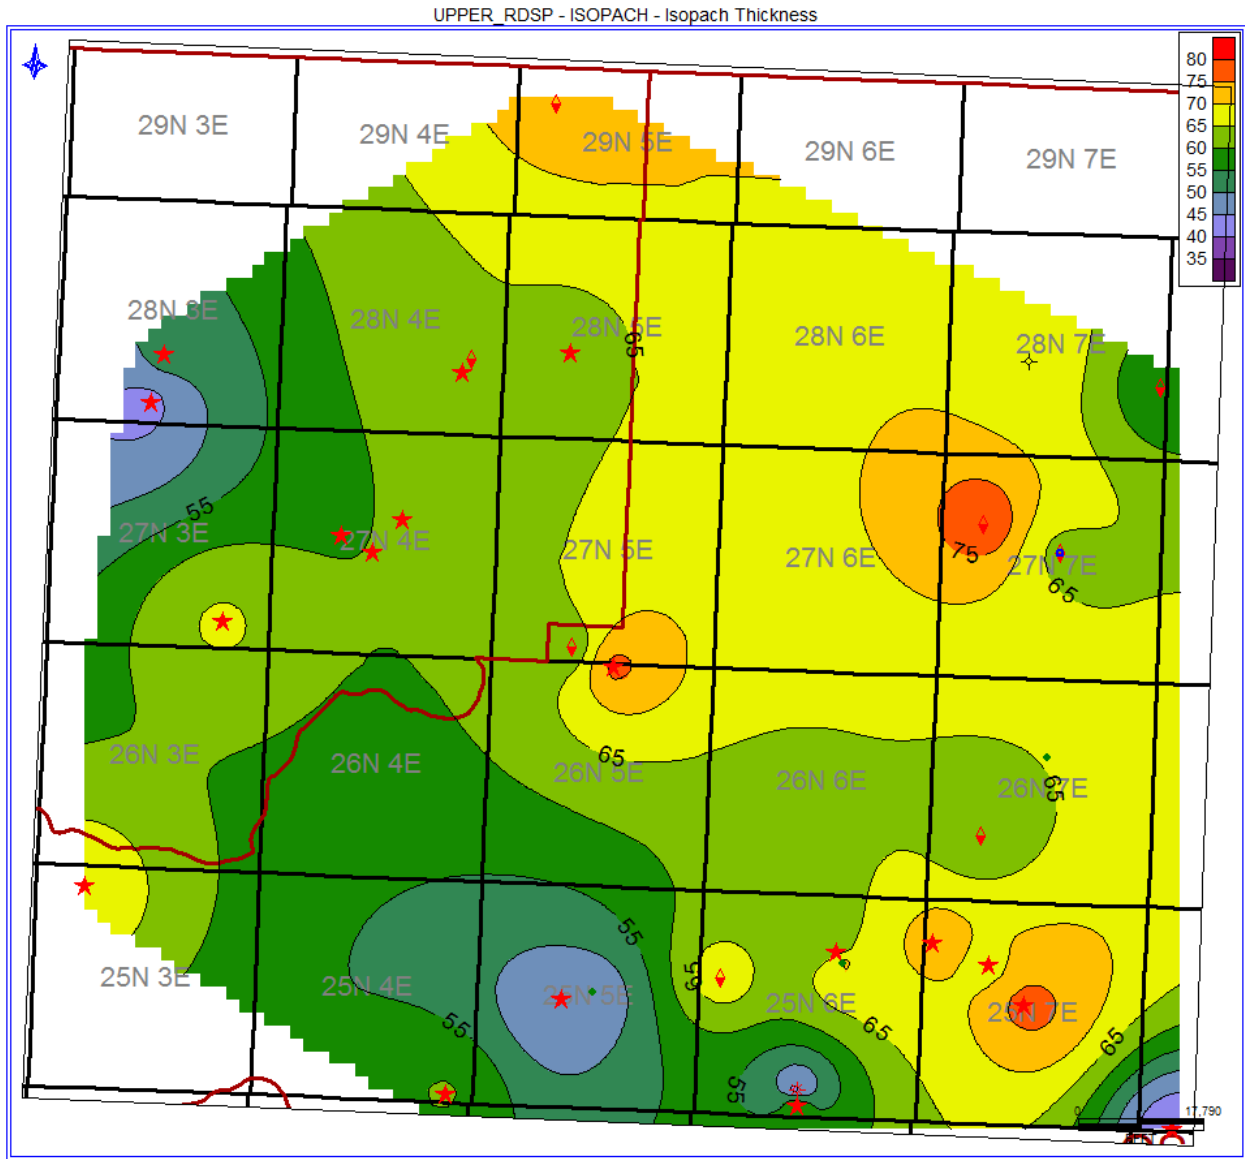 UPPER_RDSP - ISOPACH - Isopach Thickness
80
75
70
65
60
55
50
45
40
35
29N 3E
29N 4E
29N 5E
29N 6E
29N 7E
28N 3E
28N 4E
28N 5E
28N 6E
28N 7E
65
55
27N 3E
27N 4E
27N 5E
27N 6E
75
27N 7E
65
26N 3E
26N 4E
65
26N 5E
26N 6E
26N 7E
65
55
25N 3E
25N 4E
25N 5E
65
25N 6E
25N 7E
55
65
65
55
0
17,790